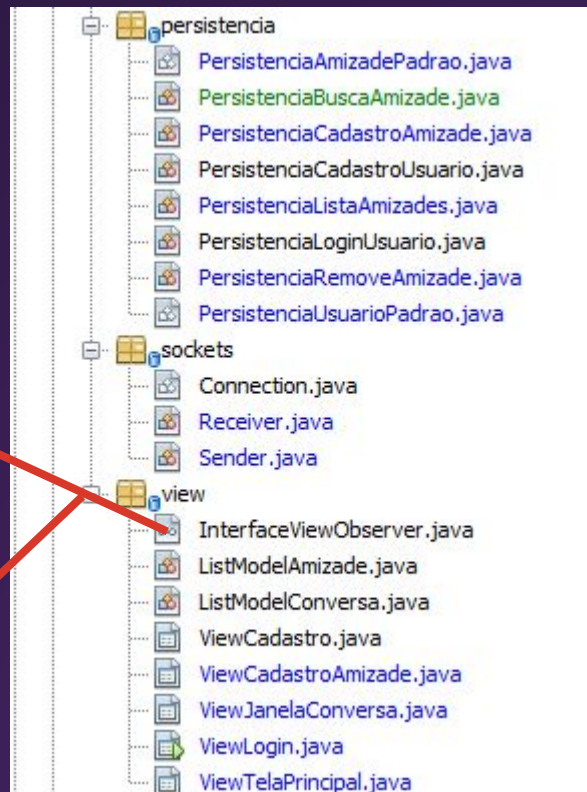 persistencia
PersistenciaAmizadePadrao.java
PersistenciaBuscaAmizade.java
PersistenciaCadastroAmizade.java
PersistenciaCadastroUsuario.java
PersistenciaListaAmizades.java
PersistenciaLoginUsuario.java
PersistenciaRemoveAmizade.java
PersistenciaUsuarioPadrao.java
sockets
Connection.java
Receiver.java
Sender.java
view
InterfaceViewObserver.java
ListModelAmizade.java
ListModelConversa.java
ViewCadastro.java
ViewCadastroAmizade.java
ViewJanelaConversa.java
ViewLogin.java
ViewTelaPrincipal.java